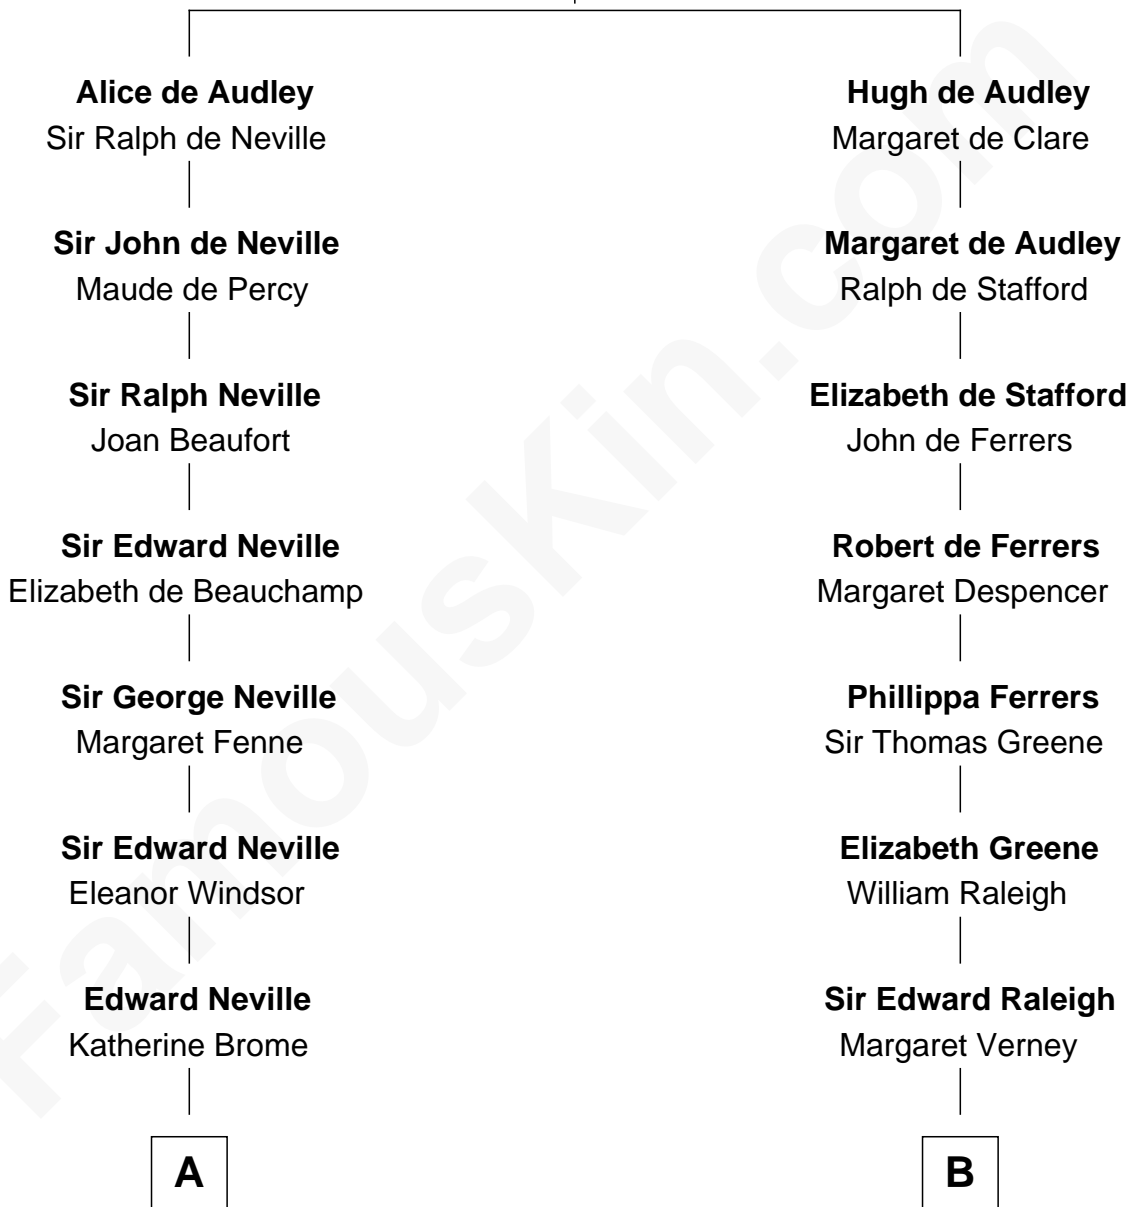 Alice de Audley
Sir Ralph de Neville
Sir John de Neville
Maude de Percy
Sir Ralph Neville
Joan Beaufort
Sir Edward Neville
Elizabeth de Beauchamp
Sir George Neville
Margaret Fenne
Sir Edward Neville
Eleanor Windsor
Edward Neville
Katherine Brome
A
Hugh de Audley
Margaret de Clare
Margaret de Audley
Ralph de Stafford
Elizabeth de Stafford
John de Ferrers
Robert de Ferrers
Margaret Despencer
Phillippa Ferrers
Sir Thomas Greene
Elizabeth Greene
William Raleigh
Sir Edward Raleigh
Margaret Verney
B
FamousKin.com